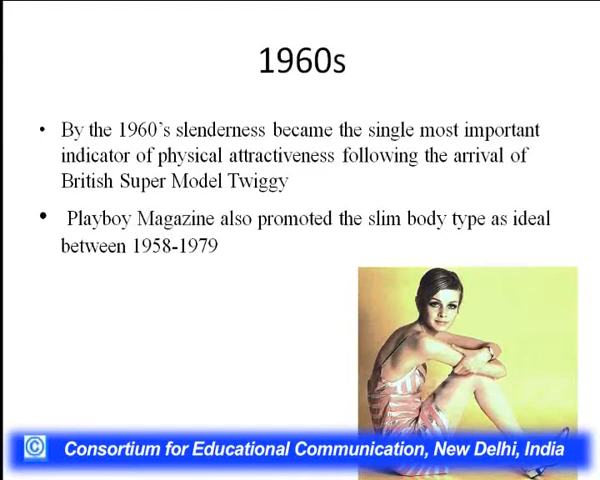 1960s
• By the 1960’s slenderness became the single most important
indicator of physical attractiveness following the arrival of
British Super Model Twiggy
• Playboy Magazine also promoted the slim body type as ideal
between 1958-1979
© Consortium for Educational Communication, New Delhi, India